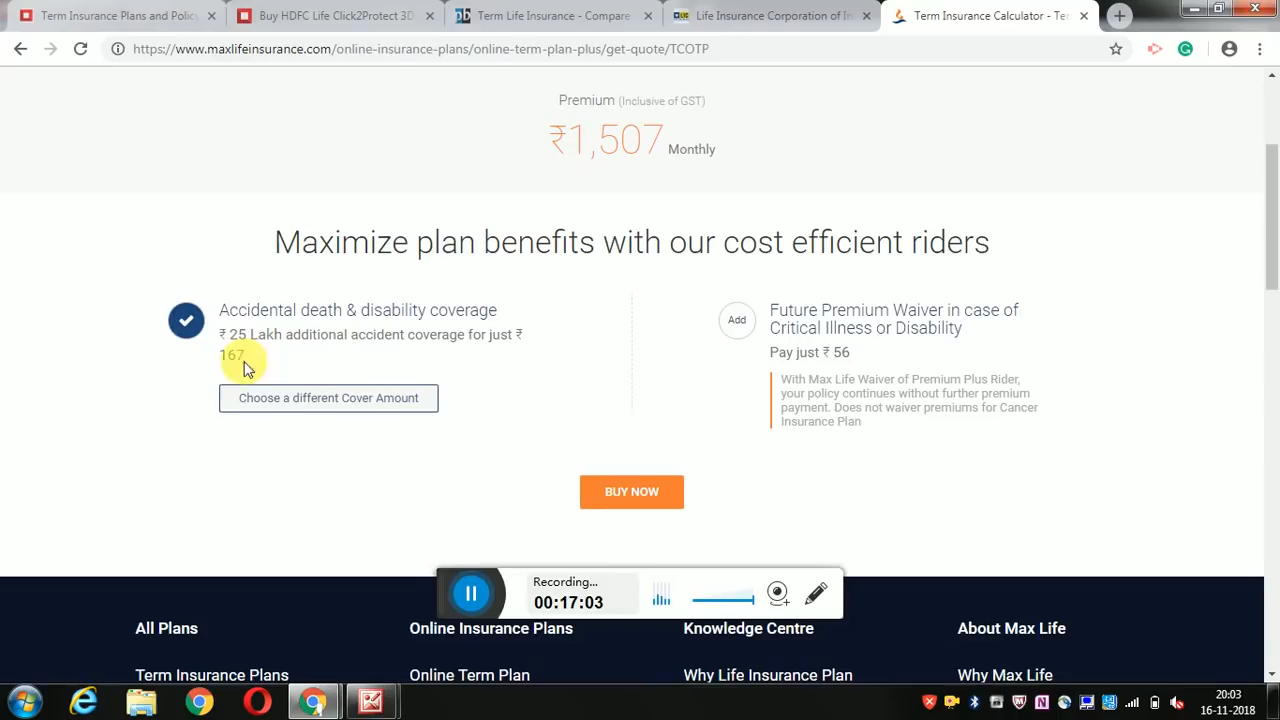 Term Insurance Plans and Policy
Buy HDFC Life Click2Protect 3D
pb Term Life Insurance - Compare
Life Insurance Corporation of In
Term Insurance Calculator - Ter
https://www.maxlifeinsurance.com/online-insurance-plans/online-term-plan-plus/get-quote/TCOTP
Premium (Inclusive of GST)
₹1,507 Monthly
Maximize plan benefits with our cost efficient riders
Accidental death & disability coverage
₹ 25 Lakh additional accident coverage for just ₹
167
Choose a different Cover Amount
Add
Future Premium Waiver in case of
Critical Illness or Disability
Pay just ₹ 56
With Max Life Waiver of Premium Plus Rider,
your policy continues without further premium
payment. Does not waiver premiums for Cancer
Insurance Plan
BUY NOW
Recording...
00:17:03
All Plans
Online Insurance Plans
Knowledge Centre
About Max Life
Term Insurance Plans
Online Term Plan
Why Life Insurance Plan
Why Max Life
20:03
16-11-2018